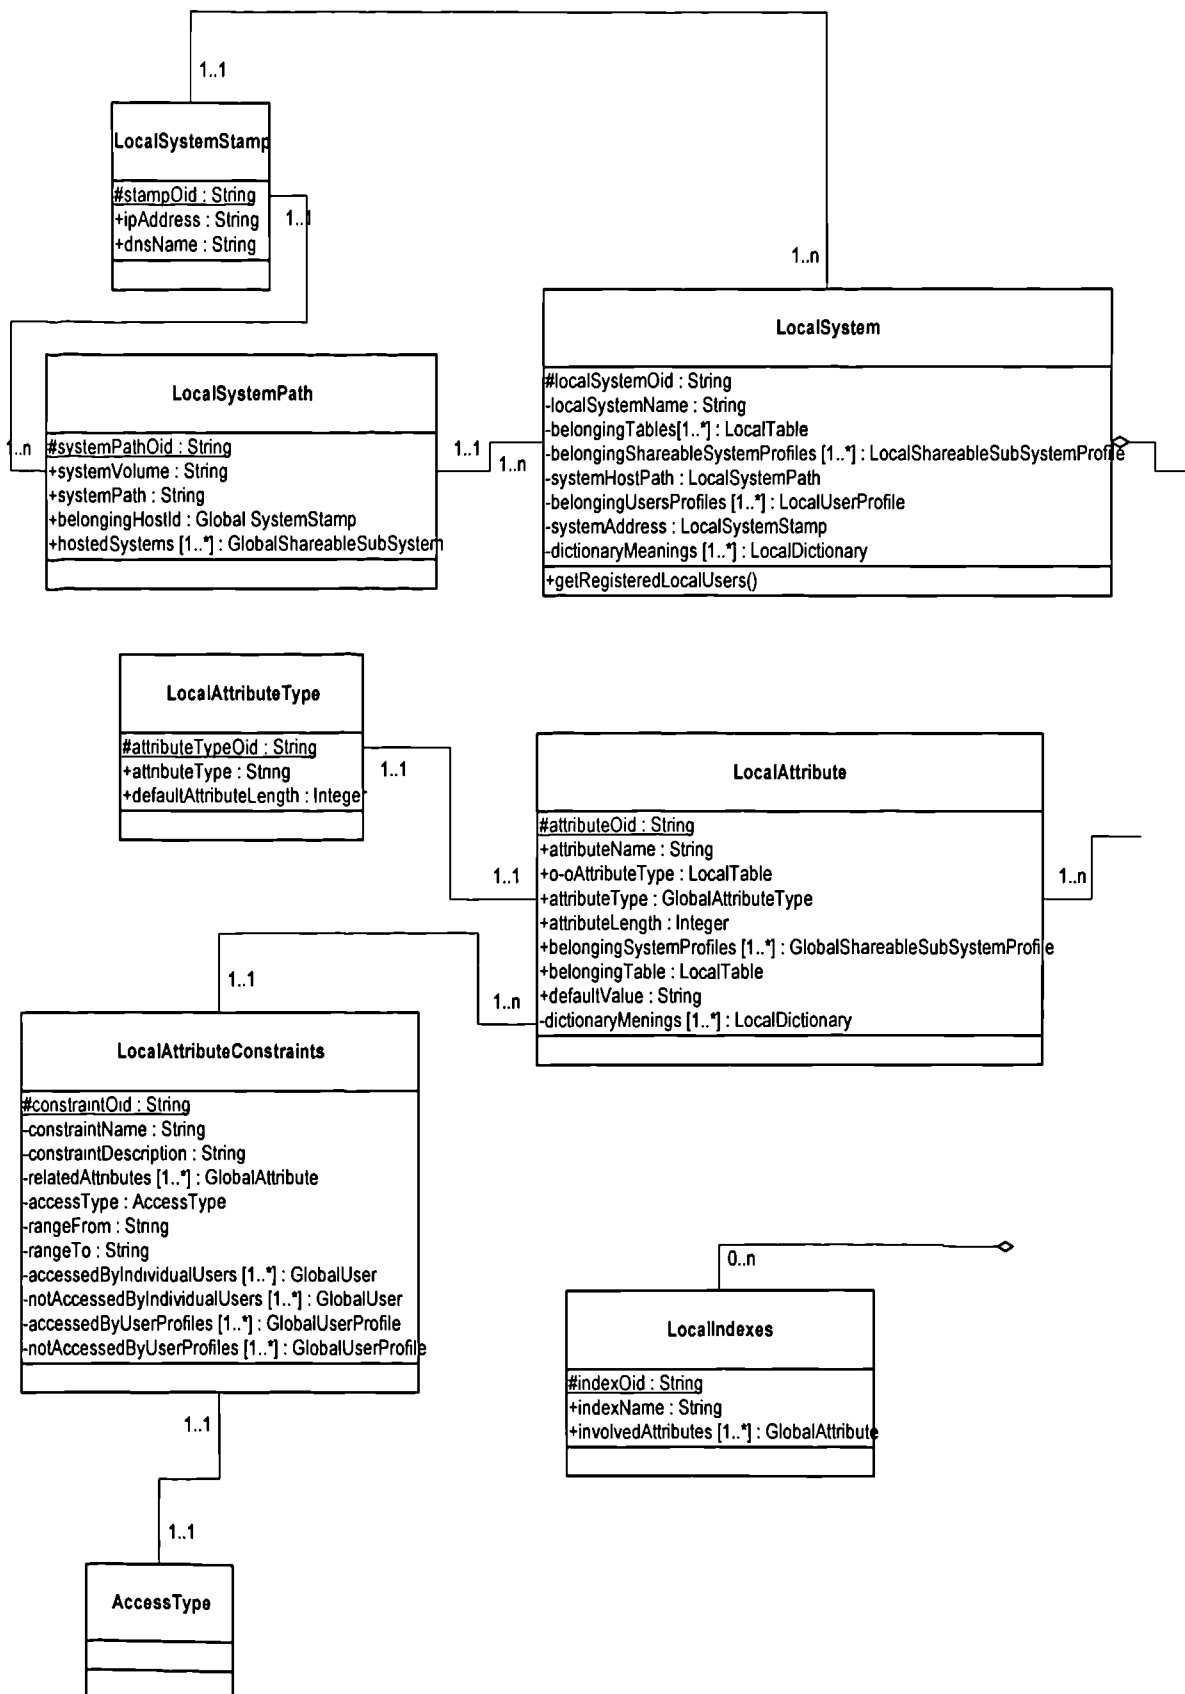 1..1
LocalSystemStamp
#stampOid : String
+ipAddress : String
+dnsName : String
1..1
1..n
LocalSystem
#localSystemOid : String
-localSystemName : String
-belongingTables[1..*] : LocalTable
-belongingShareableSystemProfiles [1..*] : LocalShareableSubSystemProfile
-systemHostPath : LocalSystemPath
-belongingUsersProfiles [1..*] : LocalUserProfile
-systemAddress : LocalSystemStamp
-dictionaryMeanings [1..*] : LocalDictionary
+getRegisteredLocalUsers()
LocalSystemPath
1..n
#systemPathOid : String
+systemVolume : String
+systemPath : String
+belongingHostId : Global SystemStamp
+hostedSystems [1..*] : GlobalShareableSubSystem
1..1
1..n
LocalAttributeType
#attributeTypeOid : String
+attributeType : String
+defaultAttributeLength : Integer
1..1
1..1
LocalAttribute
#attributeOid : String
+attributeName : String
+o-oAttributeType : LocalTable
+attributeType : GlobalAttributeType
+attributeLength : Integer
+belongingSystemProfiles [1..*] : GlobalShareableSubSystemProfile
+belongingTable : LocalTable
+defaultValue : String
-dictionaryMenings [1..*] : LocalDictionary
1..n
1..1
1..n
LocalAttributeConstraints
#constraintOid : String
-constraintName : String
-constraintDescription : String
-relatedAttributes [1..*] : GlobalAttribute
-accessType : AccessType
-rangeFrom : String
-rangeTo : String
-accessedByIndividualUsers [1..*] : GlobalUser
-notAccessedByIndividualUsers [1..*] : GlobalUser
-accessedByUserProfiles [1..*] : GlobalUserProfile
-notAccessedByUserProfiles [1..*] : GlobalUserProfile
0..n
LocalIndexes
#indexOid : String
+indexName : String
+involvedAttributes [1..*] : GlobalAttribute
1..1
1..1
AccessType